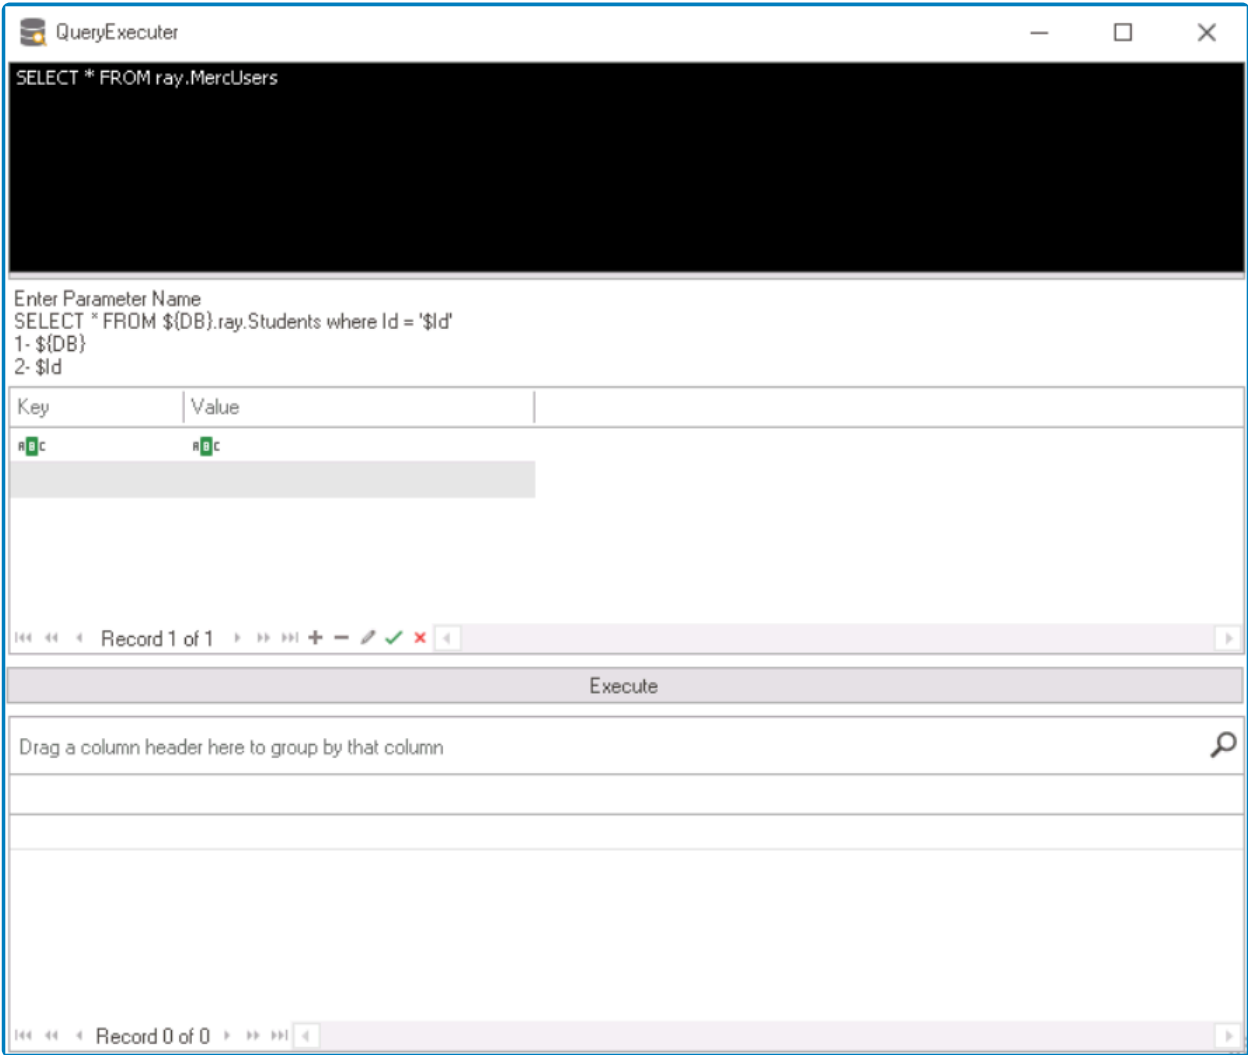 QueryExecuter
SELECT * FROM ray.MercUsers
Enter Parameter Name
SELECT * FROM ${DB}.ray.Students where Id = '$Id'
1- ${DB}
2- $Id
Key Value
ABC ABC
Record 1 of 1
Execute
Drag a column header here to group by that column
Record 0 of 0